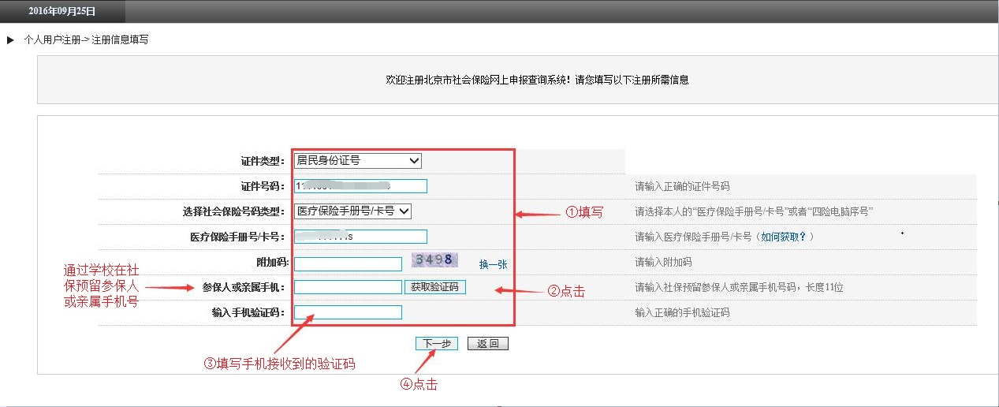 2016年09月25日
个人用户注册-> 注册信息填写
欢迎注册北京市社会保险网上申报查询系统！请您填写以下注册所需信息
证件类型： 居民身份证号
证件号码： 请输入正确的证件号码
选择社会保险号码类型： 医疗保险手册号/卡号 请选择本人的“医疗保险手册号/卡号”或者“四险电脑序号”
①填写
医疗保险手册号/卡号： s 请输入医疗保险手册号/卡号（如何获取？）
附加码: 3498 换一张 请输入附加码
通过学校在社
保预留参保人
或亲属手机号
参保人或亲属手机： 获取验证码 ②点击 请输入社保预留参保人或亲属手机号码，长度11位
输入手机验证码： 输入正确的手机验证码
下一步 返 回
③填写手机接收到的验证码
④点击